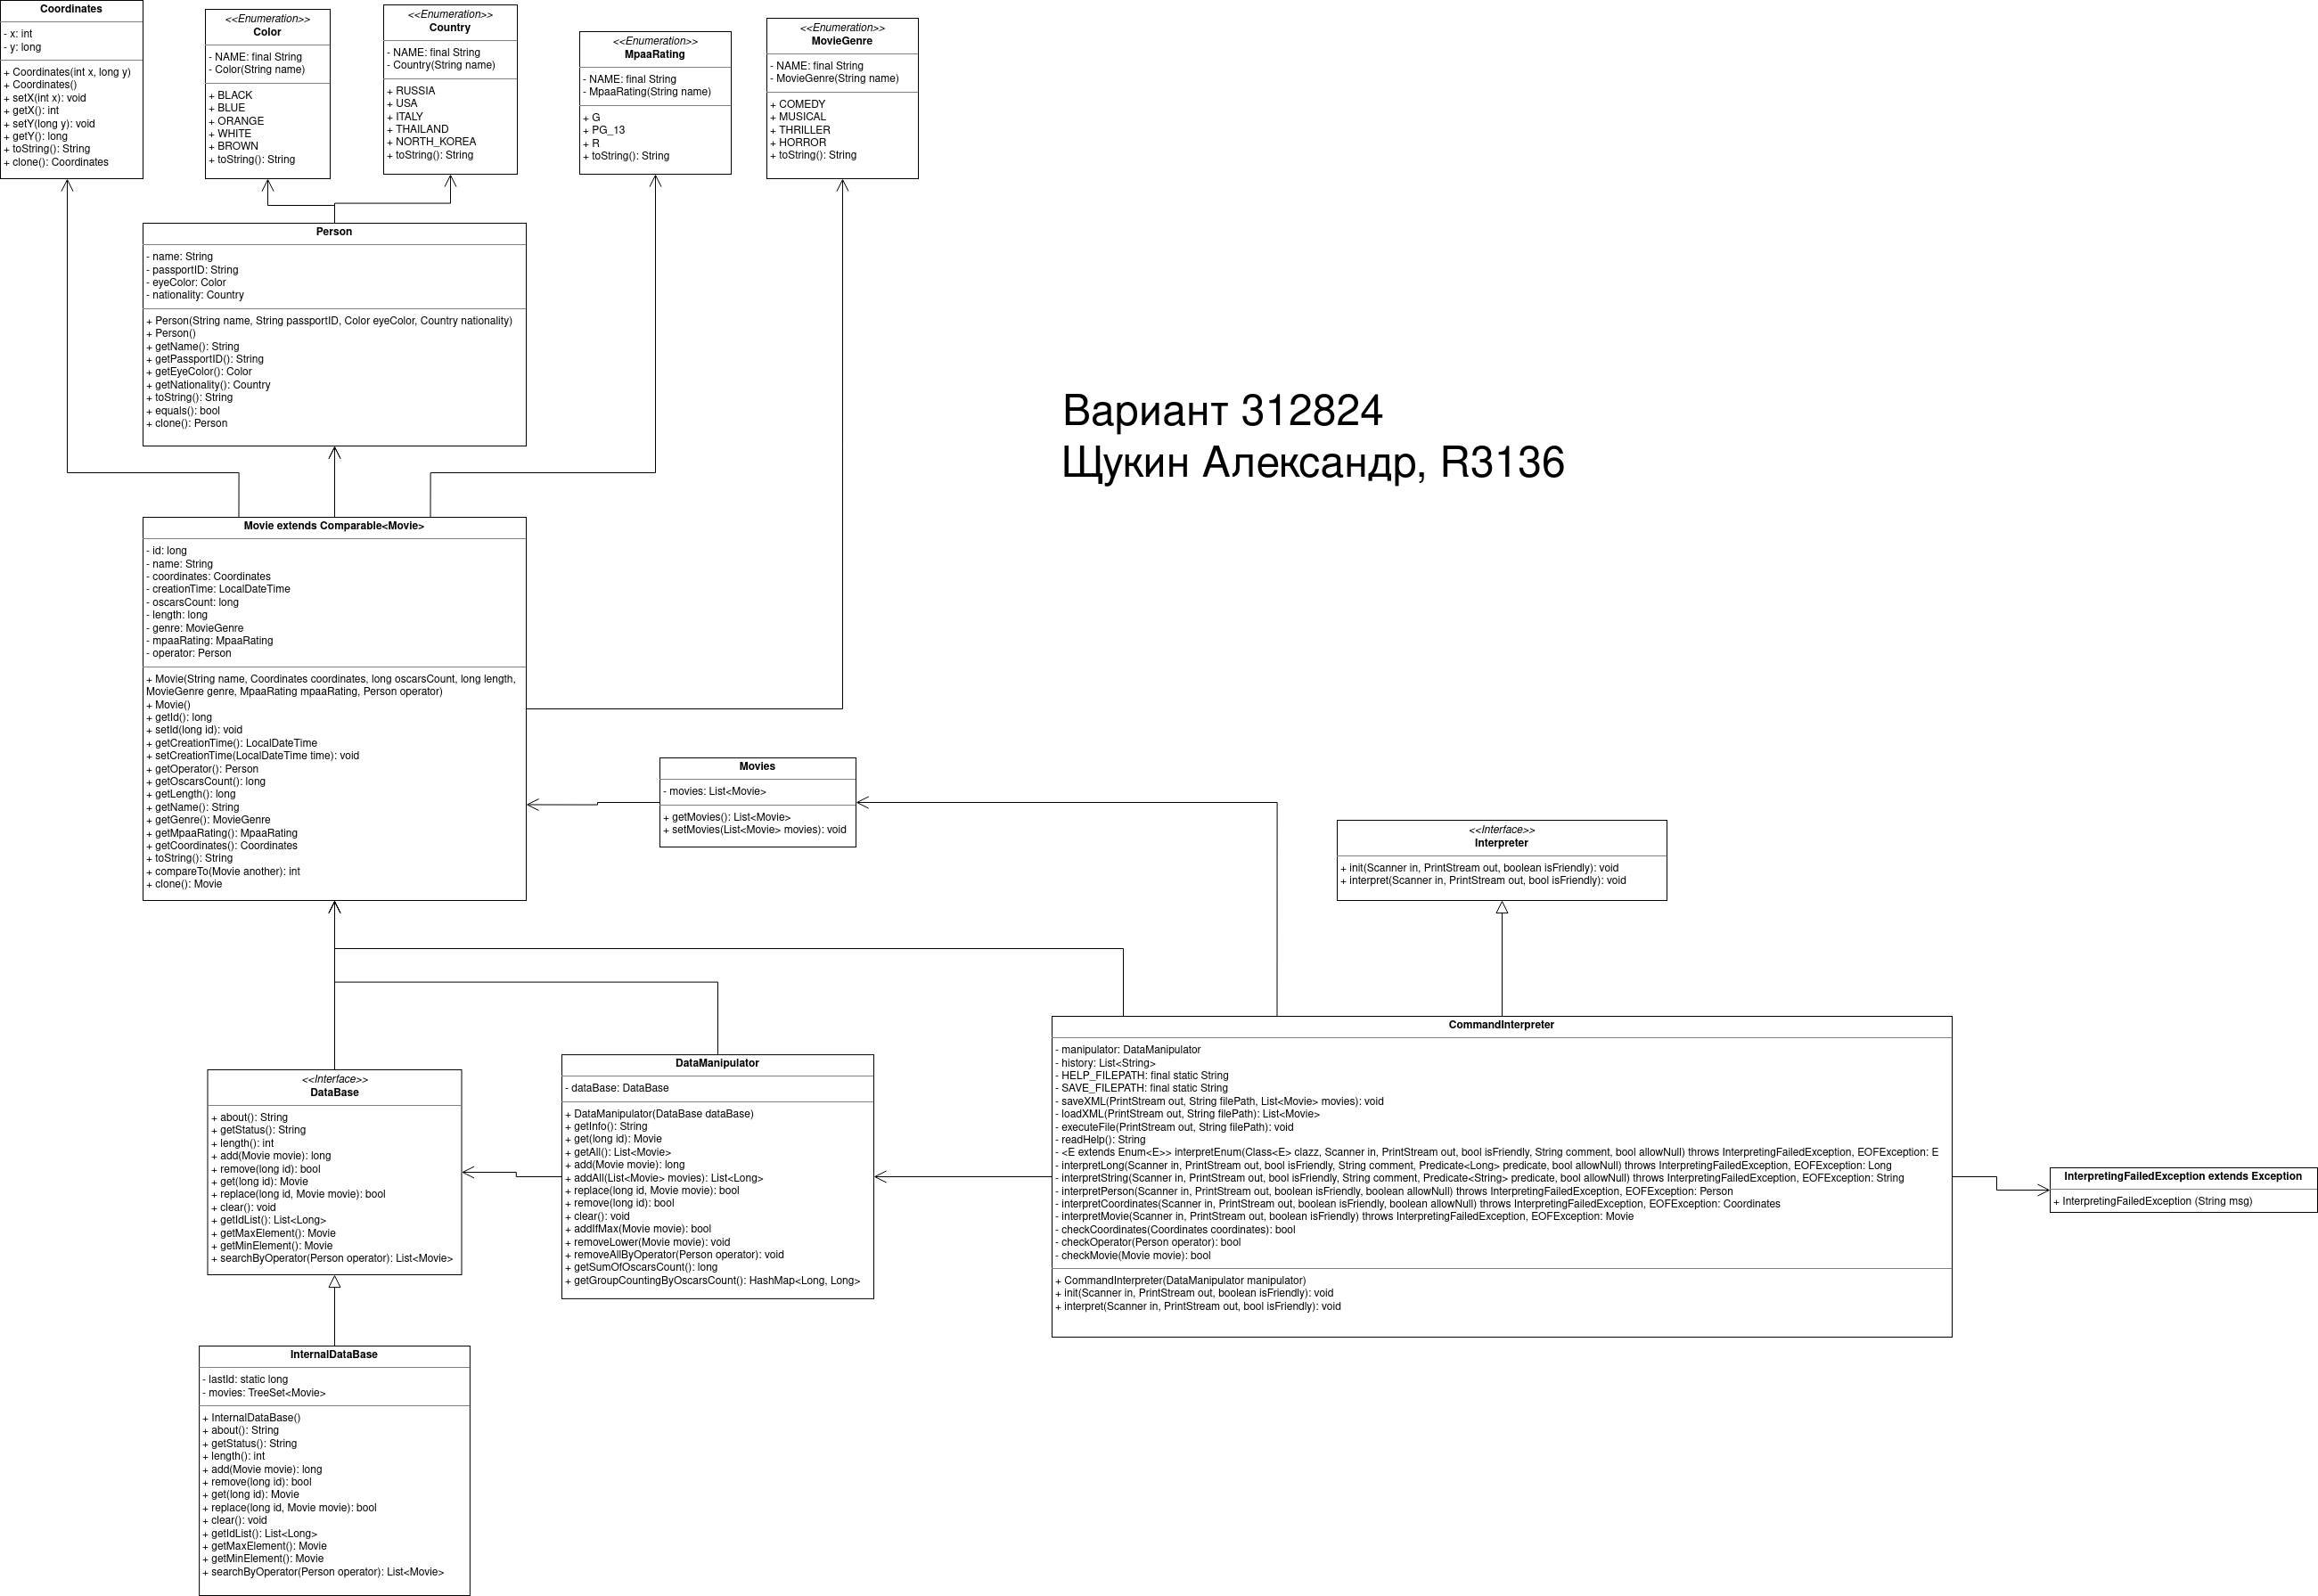 Coordinates
- x: int
- y: long
+ Coordinates(int x, long y)
+ Coordinates()
+ setX(int x): void
+ getX(): int
+ setY(long y): void
+ getY(): long
+ toString(): String
+ clone(): Coordinates
<<Enumeration>>
Color
- NAME: final String
- Color(String name)
+ BLACK
+ BLUE
+ ORANGE
+ WHITE
+ BROWN
+ toString(): String
<<Enumeration>>
Country
- NAME: final String
- Country(String name)
+ RUSSIA
+ USA
+ ITALY
+ THAILAND
+ NORTH_KOREA
+ toString(): String
<<Enumeration>>
MpaaRating
- NAME: final String
- MpaaRating(String name)
+ G
+ PG_13
+ R
+ toString(): String
<<Enumeration>>
MovieGenre
- NAME: final String
- MovieGenre(String name)
+ COMEDY
+ MUSICAL
+ THRILLER
+ HORROR
+ toString(): String
Person
- name: String
- passportID: String
- eyeColor: Color
- nationality: Country
+ Person(String name, String passportID, Color eyeColor, Country nationality)
+ Person()
+ getName(): String
+ getPassportID(): String
+ getEyeColor(): Color
+ getNationality(): Country
+ toString(): String
+ equals(): bool
+ clone(): Person
Вариант 312824
Щукин Александр, R3136
Movie extends Comparable<Movie>
- id: long
- name: String
- coordinates: Coordinates
- creationTime: LocalDateTime
- oscarsCount: long
- length: long
- genre: MovieGenre
- mpaaRating: MpaaRating
- operator: Person
+ Movie(String name, Coordinates coordinates, long oscarsCount, long length,
MovieGenre genre, MpaaRating mpaaRating, Person operator)
+ Movie()
+ getId(): long
+ setId(long id): void
+ getCreationTime(): LocalDateTime
+ setCreationTime(LocalDateTime time): void
+ getOperator(): Person
+ getOscarsCount(): long
+ getLength(): long
+ getName(): String
+ getGenre(): MovieGenre
+ getMpaaRating(): MpaaRating
+ getCoordinates(): Coordinates
+ toString(): String
+ compareTo(Movie another): int
+ clone(): Movie
Movies
- movies: List<Movie>
+ getMovies(): List<Movie>
+ setMovies(List<Movie> movies): void
<<Interface>>
Interpreter
+ init(Scanner in, PrintStream out, boolean isFriendly): void
+ interpret(Scanner in, PrintStream out, bool isFriendly): void
<<Interface>>
DataBase
+ about(): String
+ getStatus(): String
+ length(): int
+ add(Movie movie): long
+ remove(long id): bool
+ get(long id): Movie
+ replace(long id, Movie movie): bool
+ clear(): void
+ getIdList(): List<Long>
+ getMaxElement(): Movie
+ getMinElement(): Movie
+ searchByOperator(Person operator): List<Movie>
DataManipulator
- dataBase: DataBase
+ DataManipulator(DataBase dataBase)
+ getInfo(): String
+ get(long id): Movie
+ getAll(): List<Movie>
+ add(Movie movie): long
+ addAll(List<Movie> movies): List<Long>
+ replace(long id, Movie movie): bool
+ remove(long id): bool
+ clear(): void
+ addIfMax(Movie movie): bool
+ removeLower(Movie movie): void
+ removeAllByOperator(Person operator): void
+ getSumOfOscarsCount(): long
+ getGroupCountingByOscarsCount(): HashMap<Long, Long>
CommandInterpreter
- manipulator: DataManipulator
- history: List<String>
- HELP_FILEPATH: final static String
- SAVE_FILEPATH: final static String
- saveXML(PrintStream out, String filePath, List<Movie> movies): void
- loadXML(PrintStream out, String filePath): List<Movie>
- executeFile(PrintStream out, String filePath): void
- readHelp(): String
- <E extends Enum<E>> interpretEnum(Class<E> clazz, Scanner in, PrintStream out, bool isFriendly, String comment, bool allowNull) throws InterpretingFailedException, EOFException: E
- interpretLong(Scanner in, PrintStream out, bool isFriendly, String comment, Predicate<Long> predicate, bool allowNull) throws InterpretingFailedException, EOFException: Long
- interpretString(Scanner in, PrintStream out, bool isFriendly, String comment, Predicate<String> predicate, bool allowNull) throws InterpretingFailedException, EOFException: String
- interpretPerson(Scanner in, PrintStream out, boolean isFriendly, boolean allowNull) throws InterpretingFailedException, EOFException: Person
- interpretCoordinates(Scanner in, PrintStream out, boolean isFriendly, boolean allowNull) throws InterpretingFailedException, EOFException: Coordinates
- interpretMovie(Scanner in, PrintStream out, boolean isFriendly) throws InterpretingFailedException, EOFException: Movie
- checkCoordinates(Coordinates coordinates): bool
- checkOperator(Person operator): bool
- checkMovie(Movie movie): bool
+ CommandInterpreter(DataManipulator manipulator)
+ init(Scanner in, PrintStream out, boolean isFriendly): void
+ interpret(Scanner in, PrintStream out, bool isFriendly): void
InterpretingFailedException extends Exception
+ InterpretingFailedException (String msg)
InternalDataBase
- lastId: static long
- movies: TreeSet<Movie>
+ InternalDataBase()
+ about(): String
+ getStatus(): String
+ length(): int
+ add(Movie movie): long
+ remove(long id): bool
+ get(long id): Movie
+ replace(long id, Movie movie): bool
+ clear(): void
+ getIdList(): List<Long>
+ getMaxElement(): Movie
+ getMinElement(): Movie
+ searchByOperator(Person operator): List<Movie>